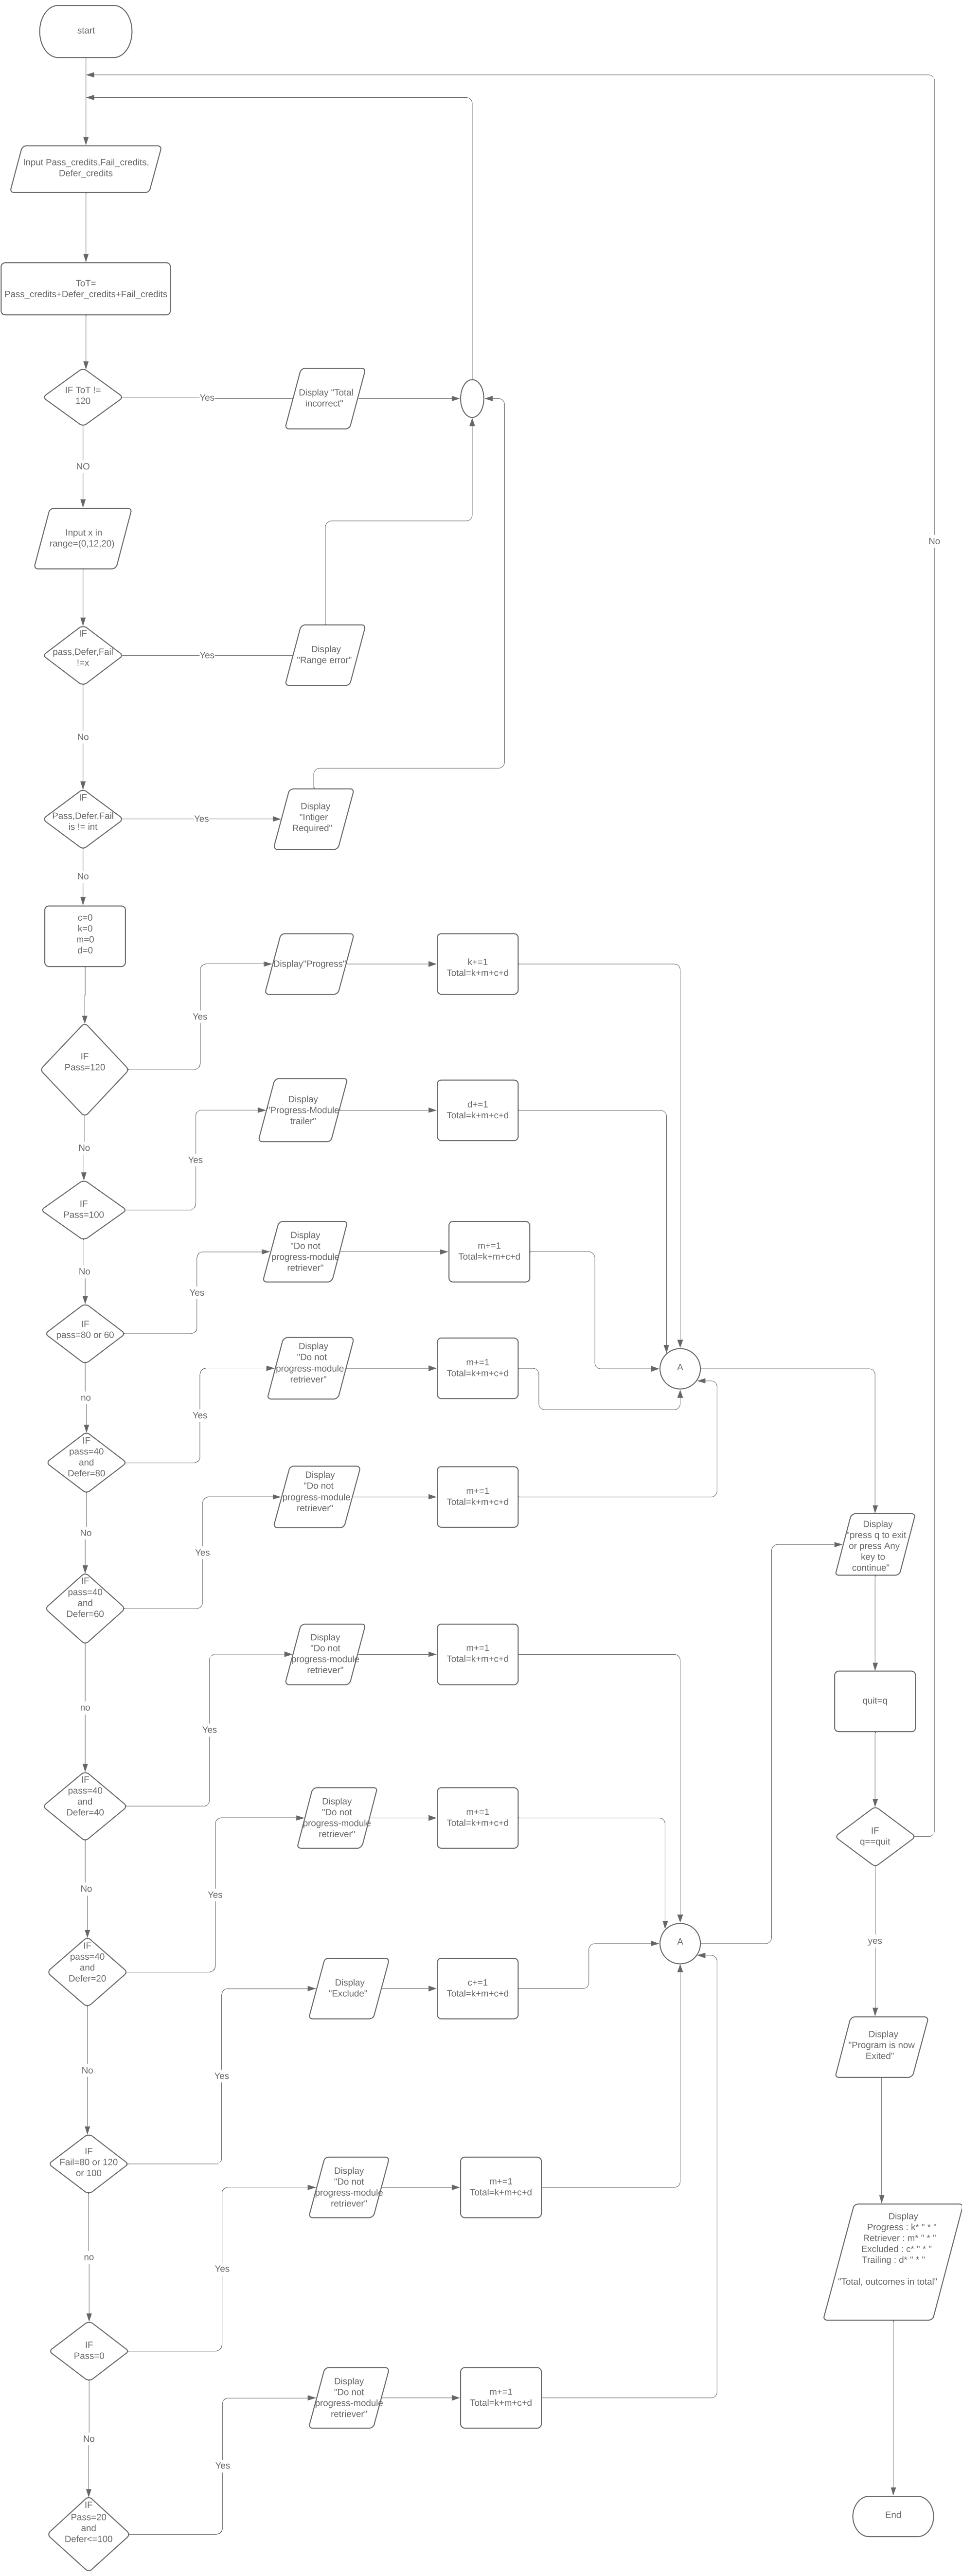 start
Input Pass_credits,Fail_credits,
Defer_credits
ToT=
Pass_credits+Defer_credits+Fail_credits
IF ToT !=
120
Yes
Display "Total
incorrect"
NO
Input x in
range=(0,12,20)
No
IF
pass,Defer,Fail
!=x
Yes
Display
"Range error"
No
IF
Pass,Defer,Fail
is != int
Yes
Display
"Intiger
Required"
No
c=0
k=0
m=0
d=0
IF
Pass=120
Yes
Display"Progress"
k+=1
Total=k+m+c+d
No
IF
Pass=100
Yes
Display
"Progress-Module
trailer"
d+=1
Total=k+m+c+d
No
IF
pass=80 or 60
Yes
Display
"Do not
progress-module
retriever"
m+=1
Total=k+m+c+d
no
IF
pass=40
and
Defer=80
Yes
Display
"Do not
progress-module
retriever"
m+=1
Total=k+m+c+d
A
No
IF
pass=40
and
Defer=60
Yes
Display
"Do not
progress-module
retriever"
m+=1
Total=k+m+c+d
Display
"press q to exit
or press Any
key to
continue"
no
IF
pass=40
and
Defer=40
Yes
Display
"Do not
progress-module
retriever"
m+=1
Total=k+m+c+d
quit=q
No
IF
pass=40
and
Defer=20
Yes
Display
"Do not
progress-module
retriever"
m+=1
Total=k+m+c+d
IF
q==quit
A
yes
No
IF
Fail=80 or 120
or 100
Yes
Display
"Exclude"
c+=1
Total=k+m+c+d
Display
"Program is now
Exited"
no
IF
Pass=0
Yes
Display
"Do not
progress-module
retriever"
m+=1
Total=k+m+c+d
Display
Progress : k* " * "
Retriever : m* " * "
Excluded : c* " * "
Trailing : d* " * "
"Total, outcomes in total"
No
IF
Pass=20
and
Defer<=100
Yes
Display
"Do not
progress-module
retriever"
m+=1
Total=k+m+c+d
End